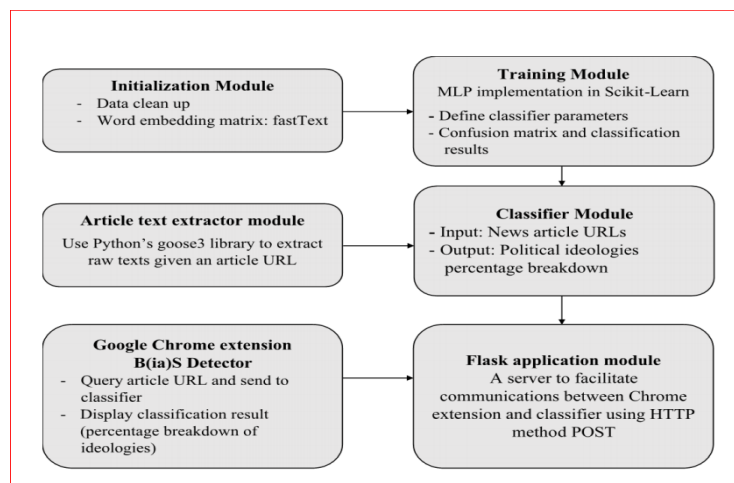 Initialization Module
- Data clean up
- Word embedding matrix: fastText
Training Module
MLP implementation in Scikit-Learn
- Define classifier parameters
- Confusion matrix and classification
results
Article text extractor module
Use Python's goose3 library to extract
raw texts given an article URL
Classifier Module
- Input: News article URLs
- Output: Political ideologies
percentage breakdown
Google Chrome extension
B(ia)S Detector
- Query article URL and send to
classifier
- Display classification result
(percentage breakdown of
ideologies)
Flask application module
A server to facilitate
communications between Chrome
extension and classifier using HTTP
method POST